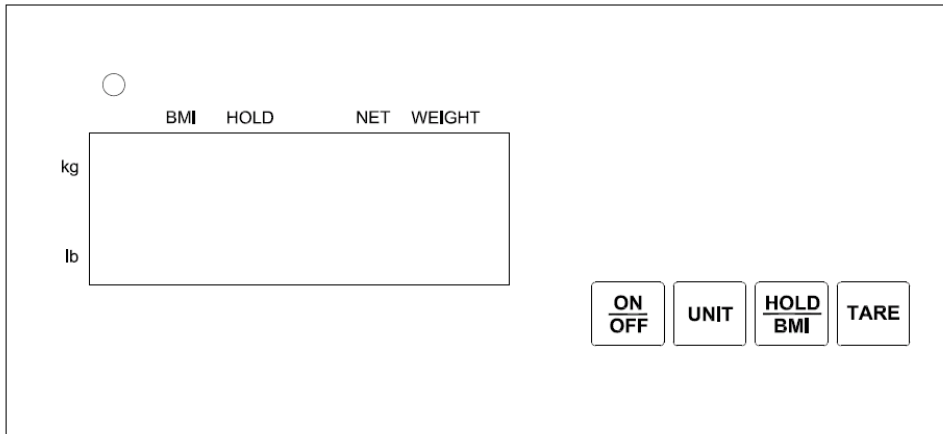 BMI HOLD NET WEIGHT
kg
lb
ON
OFF
UNIT
HOLD
BMI
TARE